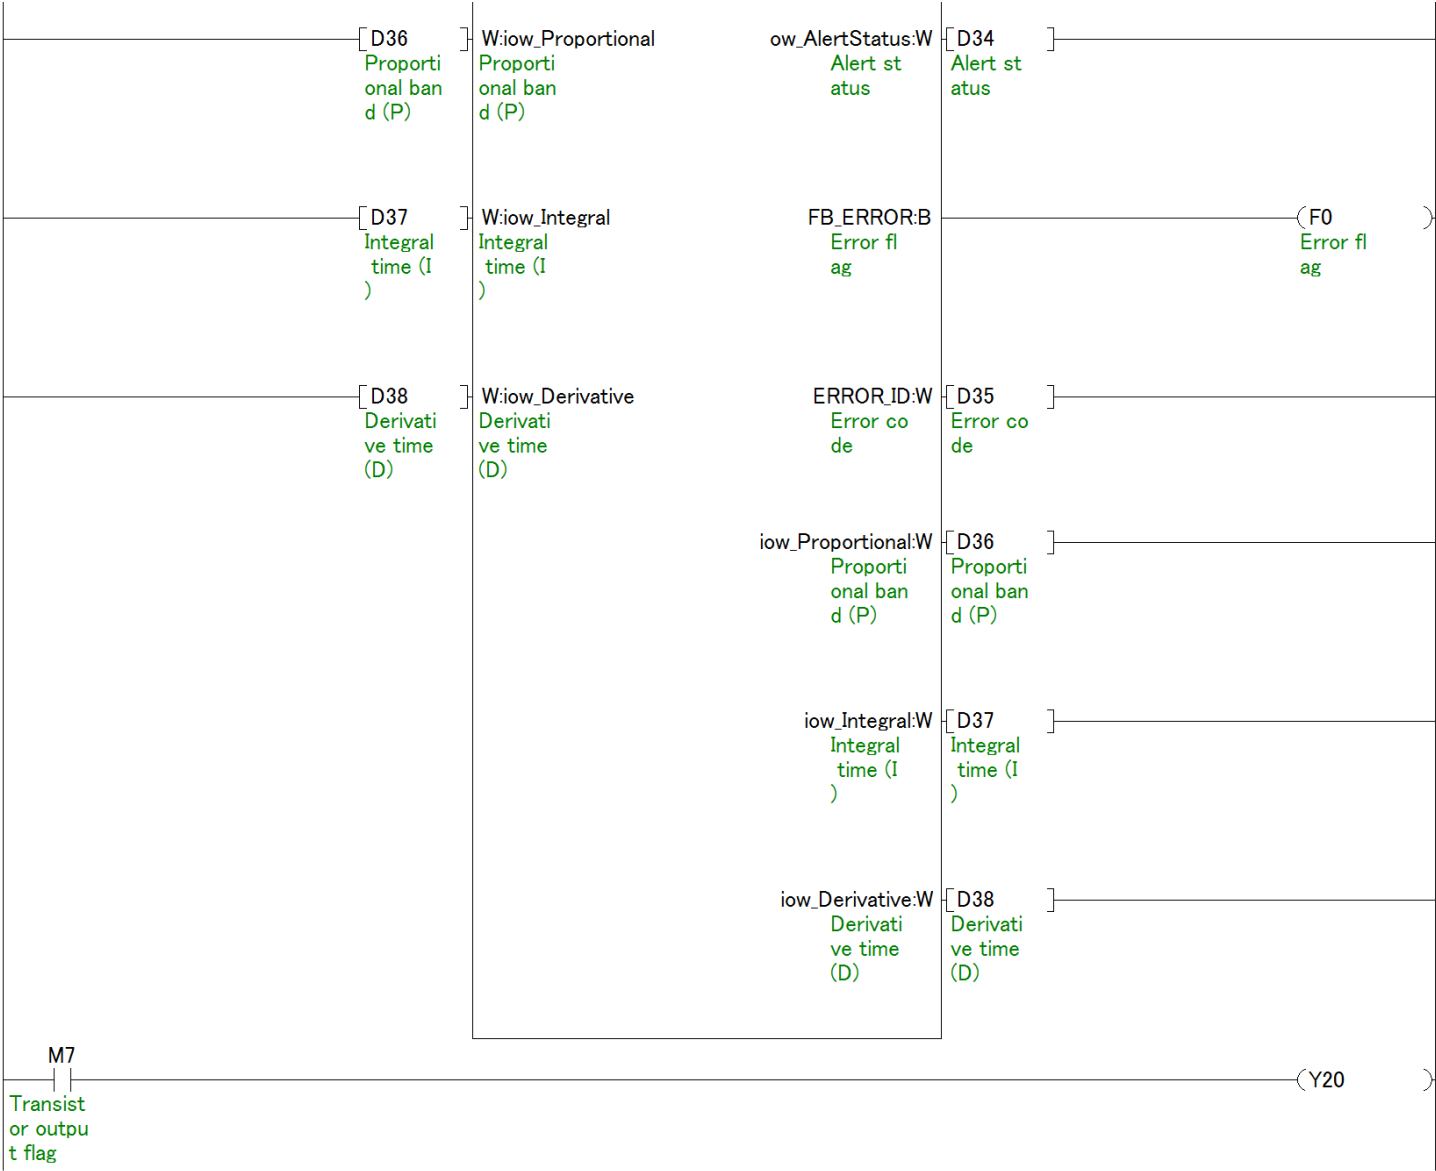 D36 W:iow_Proportional ow_AlertStatus:W D34
Proporti Proporti Alert st Alert st
onal ban onal ban atus atus
d (P) d (P)
D37 W:iow_Integral FB_ERROR:B F0
Integral Integral Error fl Error fl
time (I time (I ag ag
) )
D38 W:iow_Derivative ERROR_ID:W D35
Derivati Derivati Error co Error co
ve time ve time de de
(D) (D)
iow_Proportional:W D36
Proporti Proporti
onal ban onal ban
d (P) d (P)
iow_Integral:W D37
Integral Integral
time (I time (I
) )
iow_Derivative:W D38
Derivati Derivati
ve time ve time
(D) (D)
M7
Y20
Transist
or outpu
t flag